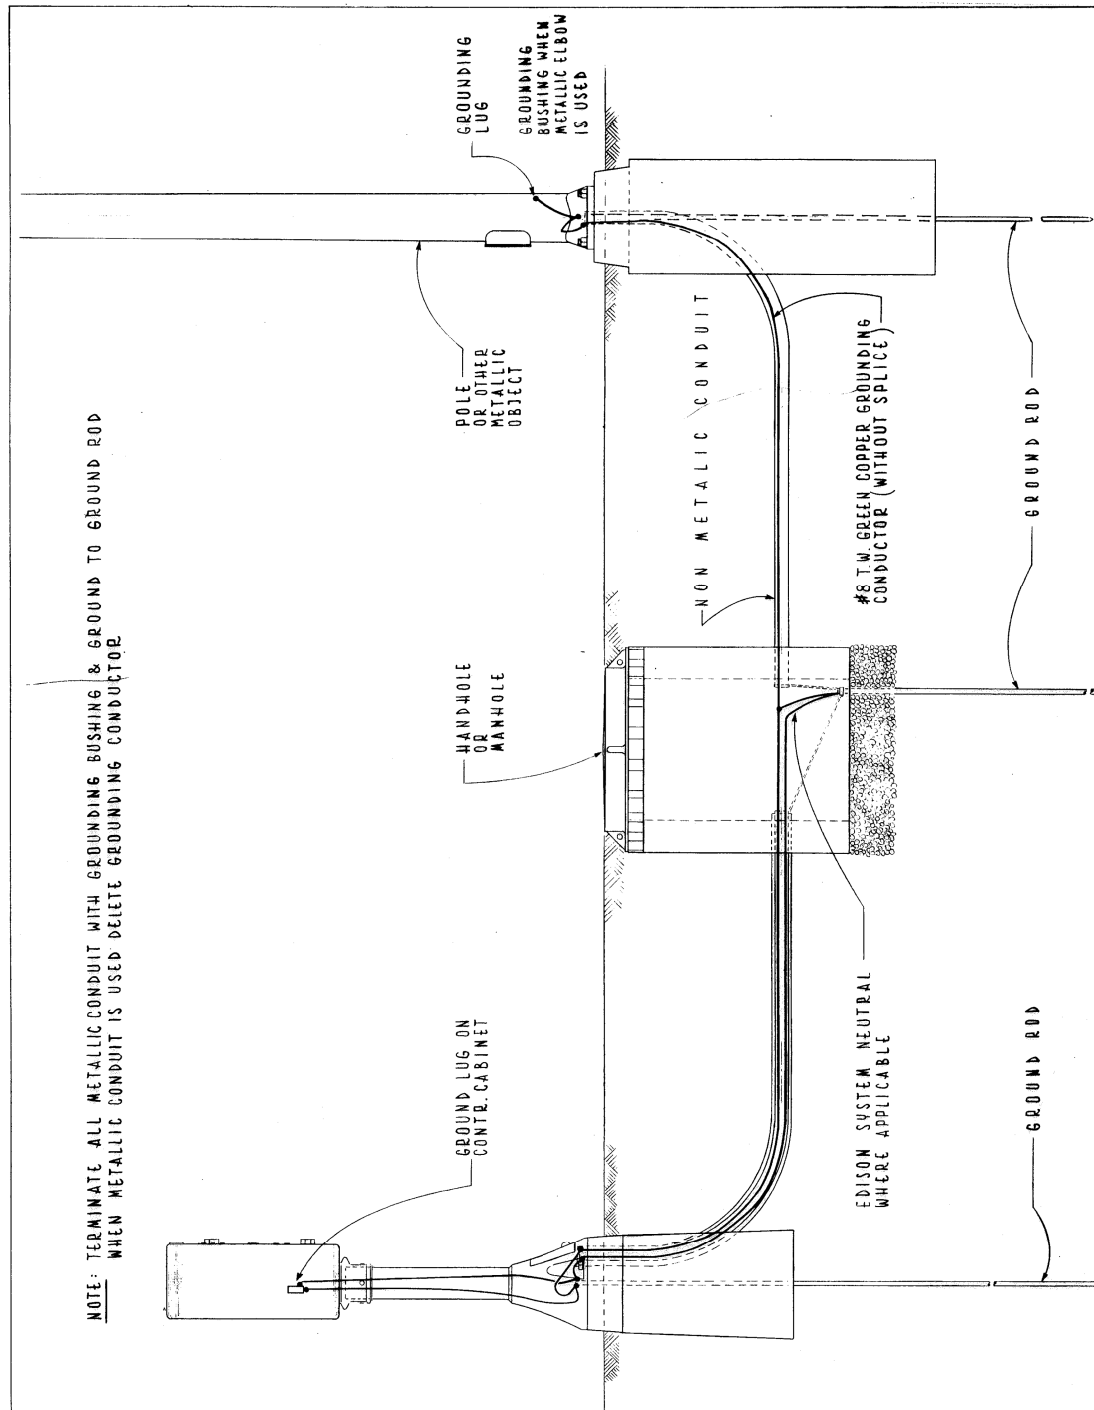 NOTE: TERMINATE ALL METALLIC CONDUIT WITH GROUNDING BUSHING & GROUND TO GROUND ROD
WHEN METALLIC CONDUIT IS USED DELETE GROUNDING CONDUCTOR
GROUND LUG ON
CONTR. CABINET
HANDHOLE
OR
MANHOLE
POLE
OR OTHER
METALLIC
OBJECT
GROUNDING
LUG
GROUNDING
BUSHING WHEN
METALLIC ELBOW
IS USED
NON METALIC CONDUIT
EDISON SYSTEM NEUTRAL
WHERE APPLICABLE
#8 T.W. GREEN COPPER GROUNDING
CONDUCTOR (WITHOUT SPLICE)
GROUND ROD
GROUND ROD